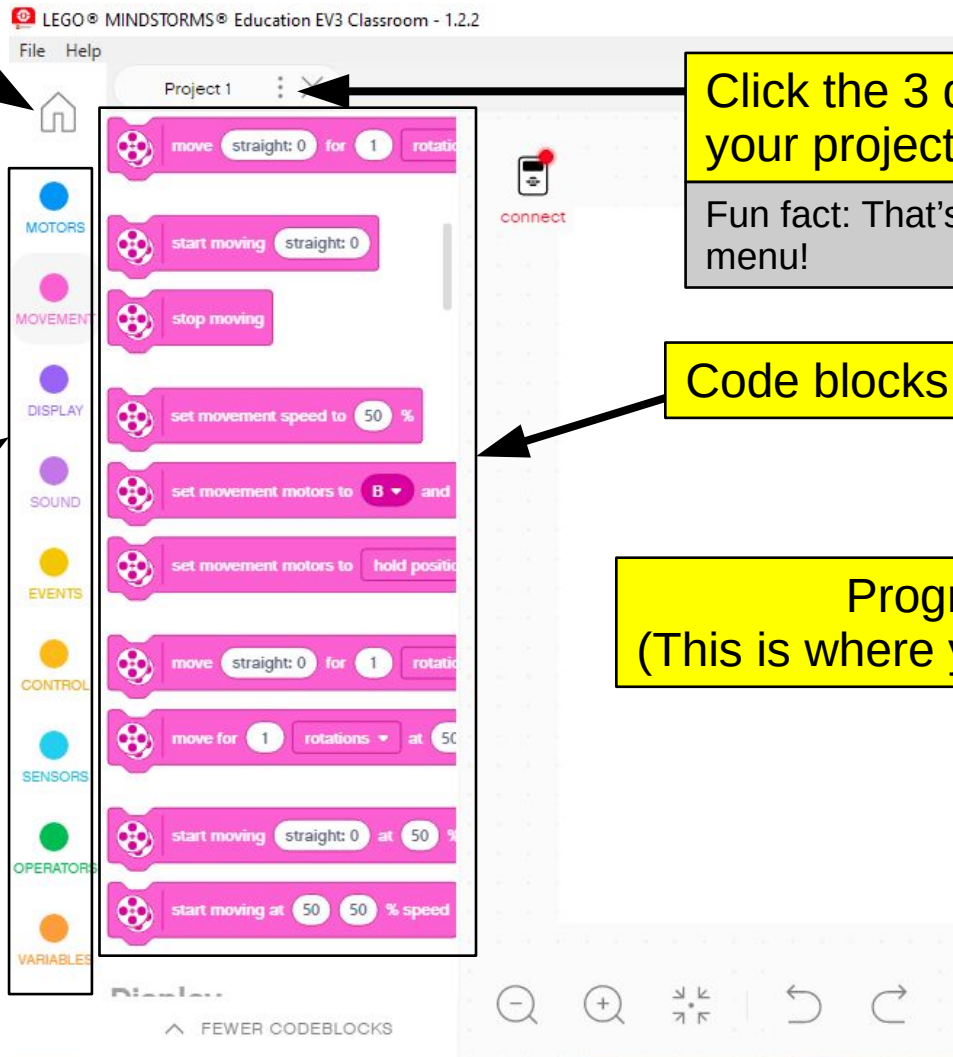 LEGO® MINDSTORMS® Education EV3 Classroom - 1.2.2
File Help
Project 1
Click the 3
your project
Fun fact: That's
menu!
connect
Code blocks
(This is where
MOTORS
MOVEMENT
DISPLAY
SOUND
EVENTS
CONTROL
SENSORS
OPERATORS
VARIABLES
move straight: 0 for 1
start moving straight: 0
stop moving
set movement speed to 50 %
set movement motors to B and
set movement motors to hold
move straight: 0 for 1
move for 1 rotations at 50
start moving straight: 0 at 50 %
start moving at 50 50 % speed
Display
FEWER CODEBLOCKS